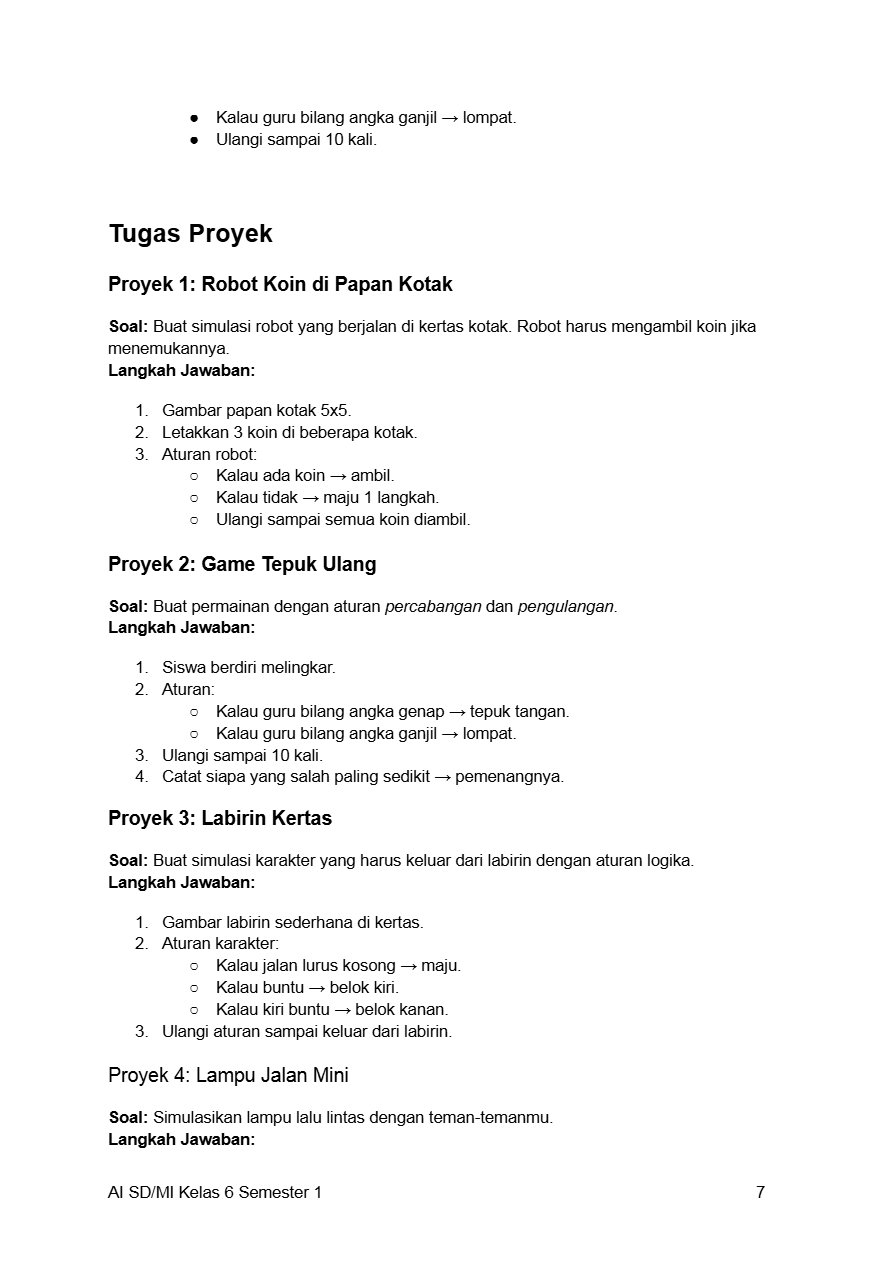 ● Kalau guru bilang angka ganjil → lompat.
● Ulangi sampai 10 kali.
Tugas Proyek
Proyek 1: Robot Koin di Papan Kotak
Soal: Buat simulasi robot yang berjalan di kertas kotak. Robot harus mengambil koin jika
menemukannya.
Langkah Jawaban:
1. Gambar papan kotak 5x5.
2. Letakkan 3 koin di beberapa kotak.
3. Aturan robot:
○ Kalau ada koin → ambil.
○ Kalau tidak → maju 1 langkah.
○ Ulangi sampai semua koin diambil.
Proyek 2: Game Tepuk Ulang
Soal: Buat permainan dengan aturan percabangan dan pengulangan.
Langkah Jawaban:
1. Siswa berdiri melingkar.
2. Aturan:
○ Kalau guru bilang angka genap → tepuk tangan.
○ Kalau guru bilang angka ganjil → lompat.
3. Ulangi sampai 10 kali.
4. Catat siapa yang salah paling sedikit → pemenangnya.
Proyek 3: Labirin Kertas
Soal: Buat simulasi karakter yang harus keluar dari labirin dengan aturan logika.
Langkah Jawaban:
1. Gambar labirin sederhana di kertas.
2. Aturan karakter:
○ Kalau jalan lurus kosong → maju.
○ Kalau buntu → belok kiri.
○ Kalau kiri buntu → belok kanan.
3. Ulangi aturan sampai keluar dari labirin.
Proyek 4: Lampu Jalan Mini
Soal: Simulasikan lampu lalu lintas dengan teman-temanmu.
Langkah Jawaban:
AI SD/MI Kelas 6 Semester 1 7